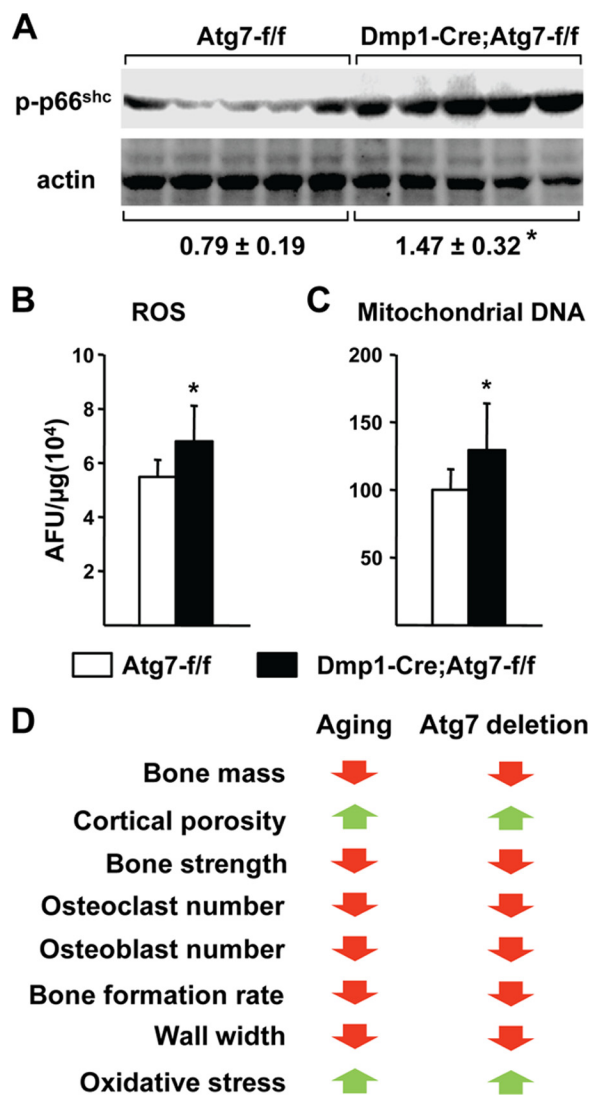 A
Atg7-f/f Dmp1-Cre;Atg7-f/f
p-p66shc
actin
0.79 ± 0.19 1.47 ± 0.32 *
B ROS
C Mitochondrial DNA
AFU/µg(10⁴)
10
8
6
4
2
*
200
150
100
50
*
Atg7-f/f Dmp1-Cre;Atg7-f/f
D
Aging Atg7 deletion
Bone mass
Cortical porosity
Bone strength
Osteoclast number
Osteoblast number
Bone formation rate
Wall width
Oxidative stress